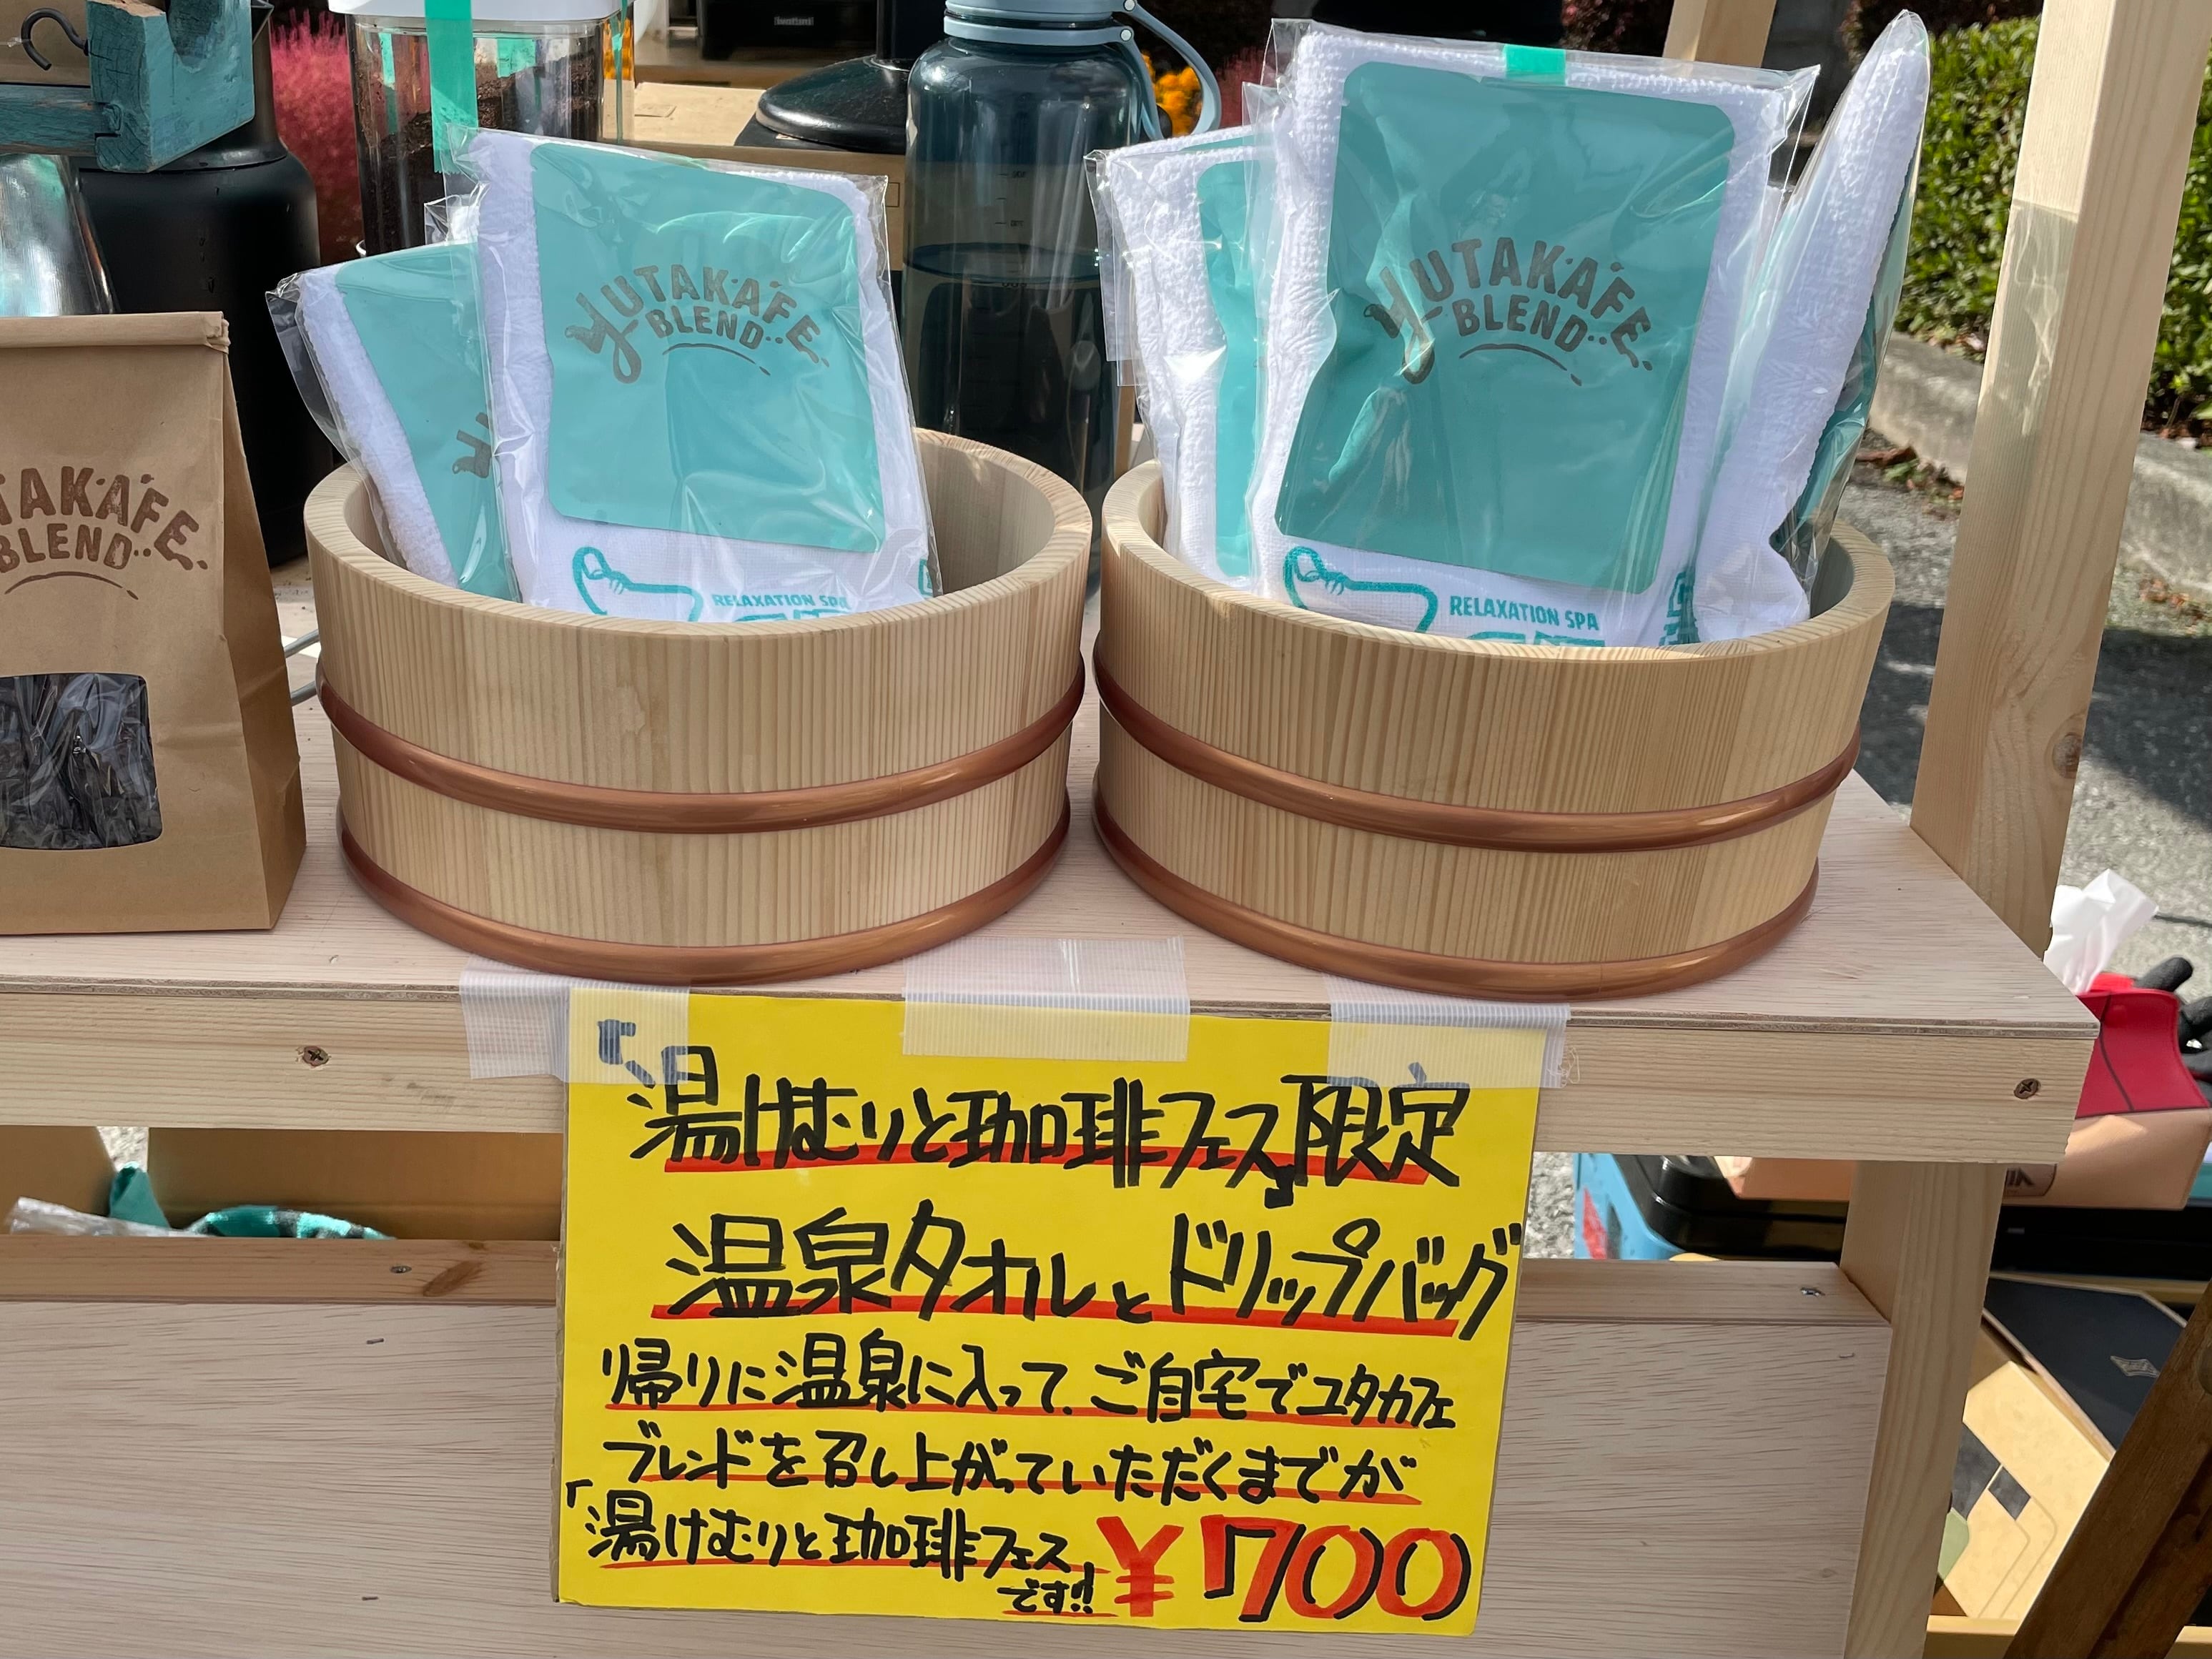 iwatani
YUTAKAFE
BLEND
YUTAKAFE
BLEND
TAKAFE
BLEND
RELAXATION SPA
RELAXATION SPA
「湯けむりと珈琲フェス」限定
温泉タオルとドリップバッグ
帰りに温泉に入って、ご自宅でユタカフェ
ブレンドを召し上がっていただくまでが
「湯けむりと珈琲フェス」
です!! ¥700